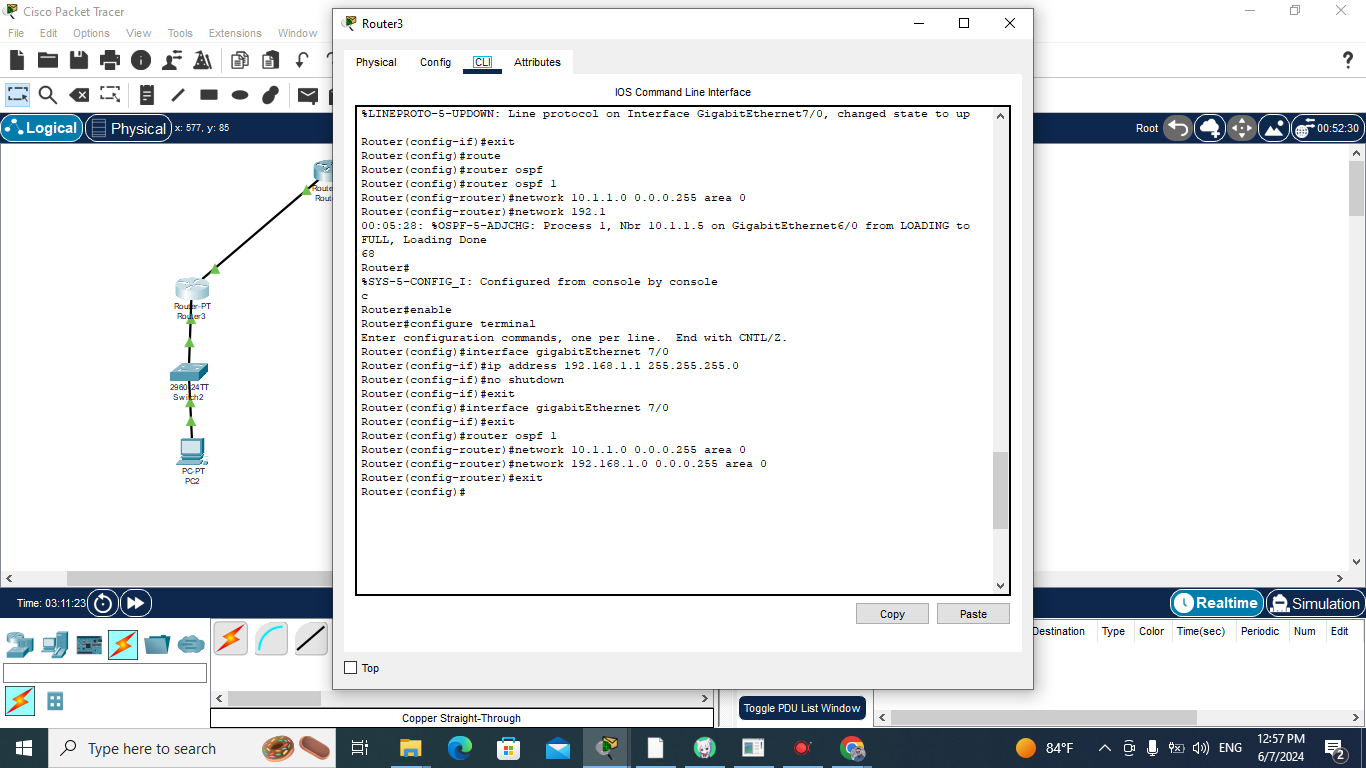 Cisco Packet Tracer
File Edit Options View Tools Extensions Window
Logical Physical x: 577, y: 85
Root 00:52:30
Router-PT
Router3
2960-24TT
Switch2
PC-PT
PC2
Router3
Physical Config CLI Attributes
IOS Command Line Interface
%LINEPROTO-5-UPDOWN: Line protocol on Interface GigabitEthernet7/0, changed state to up
Router(config-if)#exit
Router(config)#route
Router(config)#router ospf
Router(config)#router ospf 1
Router(config-router)#network 10.1.1.0 0.0.0.255 area 0
Router(config-router)#network 192.1
00:05:28: %OSPF-5-ADJCHG: Process 1, Nbr 10.1.1.5 on GigabitEthernet6/0 from LOADING to
FULL, Loading Done
68
Router#
%SYS-5-CONFIG_I: Configured from console by console
c
Router#enable
Router#configure terminal
Enter configuration commands, one per line.  End with CNTL/Z.
Router(config)#interface gigabitEthernet 7/0
Router(config-if)#ip address 192.168.1.1 255.255.255.0
Router(config-if)#no shutdown
Router(config-if)#exit
Router(config)#interface gigabitEthernet 7/0
Router(config-if)#exit
Router(config)#router ospf 1
Router(config-router)#network 10.1.1.0 0.0.0.255 area 0
Router(config-router)#network 192.168.1.0 0.0.0.255 area 0
Router(config-router)#exit
Router(config)#
Copy Paste
Top
Time: 03:11:23
Realtime Simulation
Destination Type Color Time(sec) Periodic Num Edit
Copper Straight-Through
Toggle PDU List Window
Type here to search
84°F
ENG
12:57 PM
6/7/2024
2